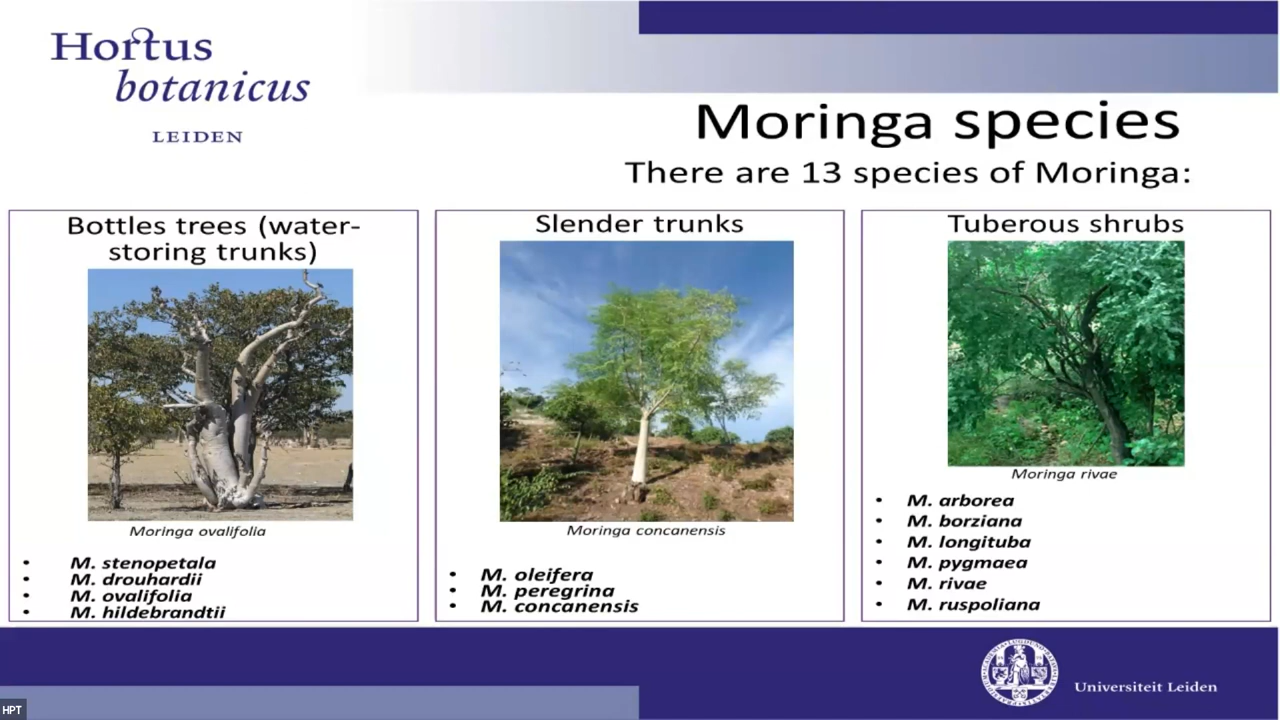 Hortus
botanicus
LEIDEN
Moringa species
There are 13 species of Moringa:
Bottles trees (water-
storing trunks)
Moringa ovalifolia
• M. stenopetala
• M. drouhardii
• M. ovalifolia
• M. hildebrandtii
Slender trunks
Moringa concanensis
• M. oleifera
• M. peregrina
• M. concanensis
Tuberous shrubs
Moringa rivae
• M. arborea
• M. borziana
• M. longituba
• M. pygmaea
• M. rivae
• M. ruspoliana
Universiteit Leiden
HPT